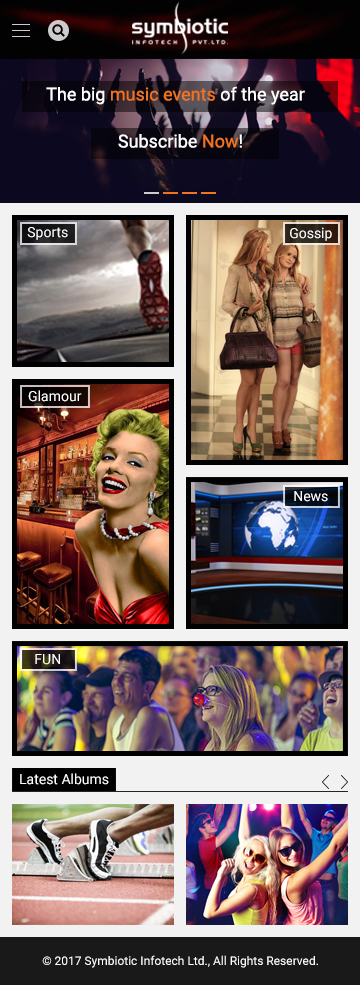 symbiotic
INFOTECH PVT.LTD.
The big music events of the year
Subscribe Now!
Sports
Gossip
Glamour
News
FUN
Latest Albums
© 2017 Symbiotic Infotech Ltd., All Rights Reserved.